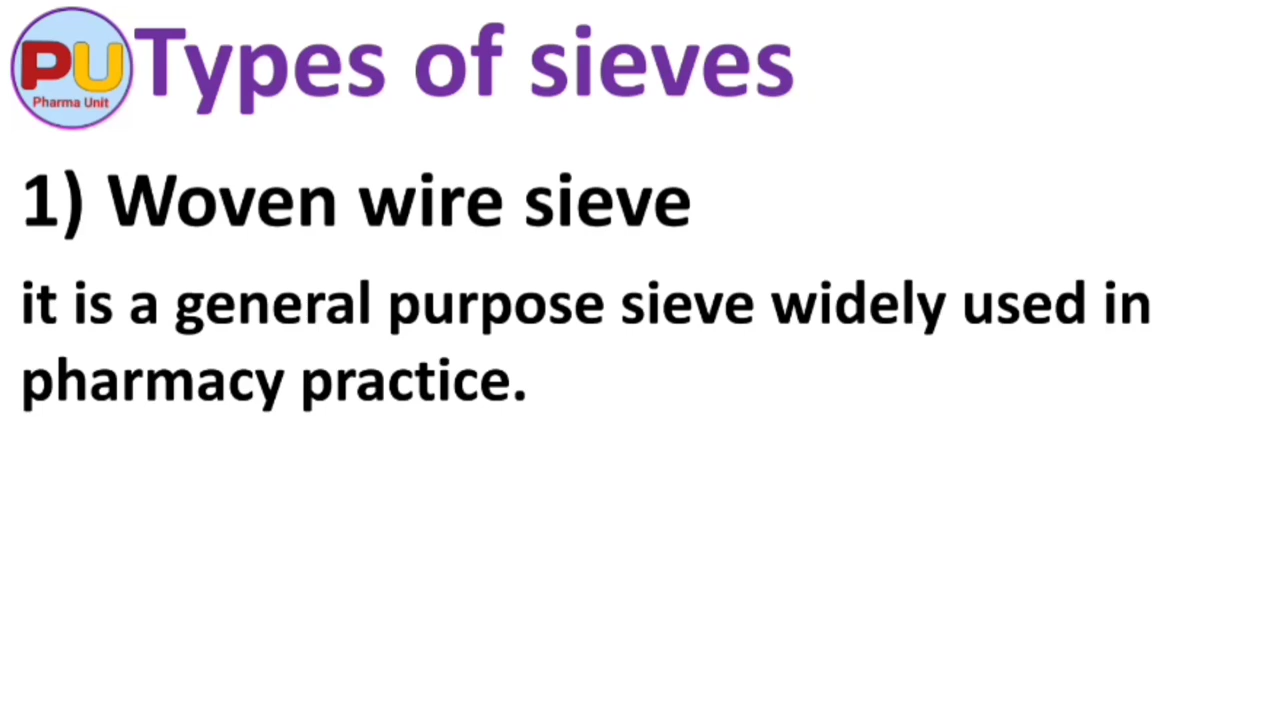 PU
Pharma Unit
Types of sieves
1) Woven wire sieve
it is a general purpose sieve widely used in
pharmacy practice.